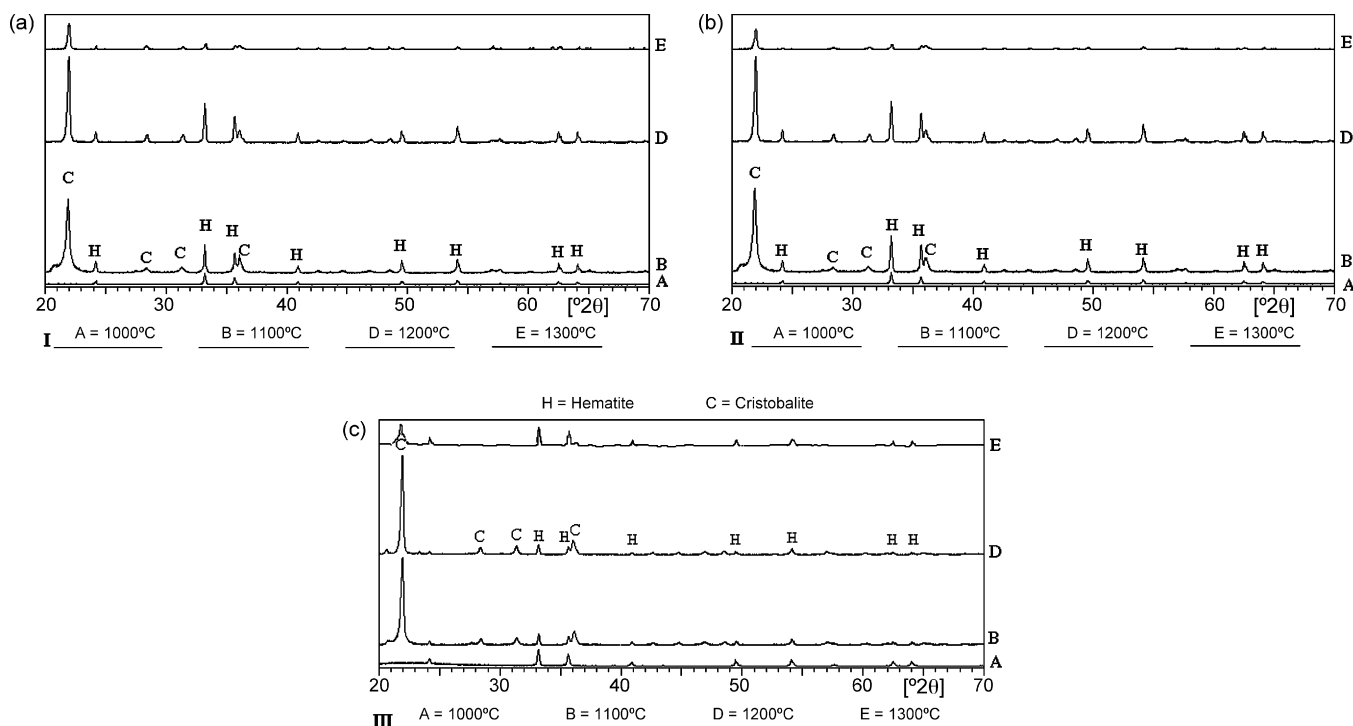 (a)
E
D
C
H
C
C
H
H
C
H
H
H
H
H
B
A
20 30 40 50 60 70
[º2θ]
I A = 1000ºC B = 1100ºC D = 1200ºC E = 1300ºC
(b)
E
D
C
H
C
C
H
H
C
H
H
H
H
H
B
A
20 30 40 50 60 70
[º2θ]
II A = 1000ºC B = 1100ºC D = 1200ºC E = 1300ºC
H = Hematite C = Cristobalite
(c)
E
C
D
C
C
H
H
C
H
H
H
H
H
B
A
20 30 40 50 60 70
[º2θ]
III A = 1000ºC B = 1100ºC D = 1200ºC E = 1300ºC